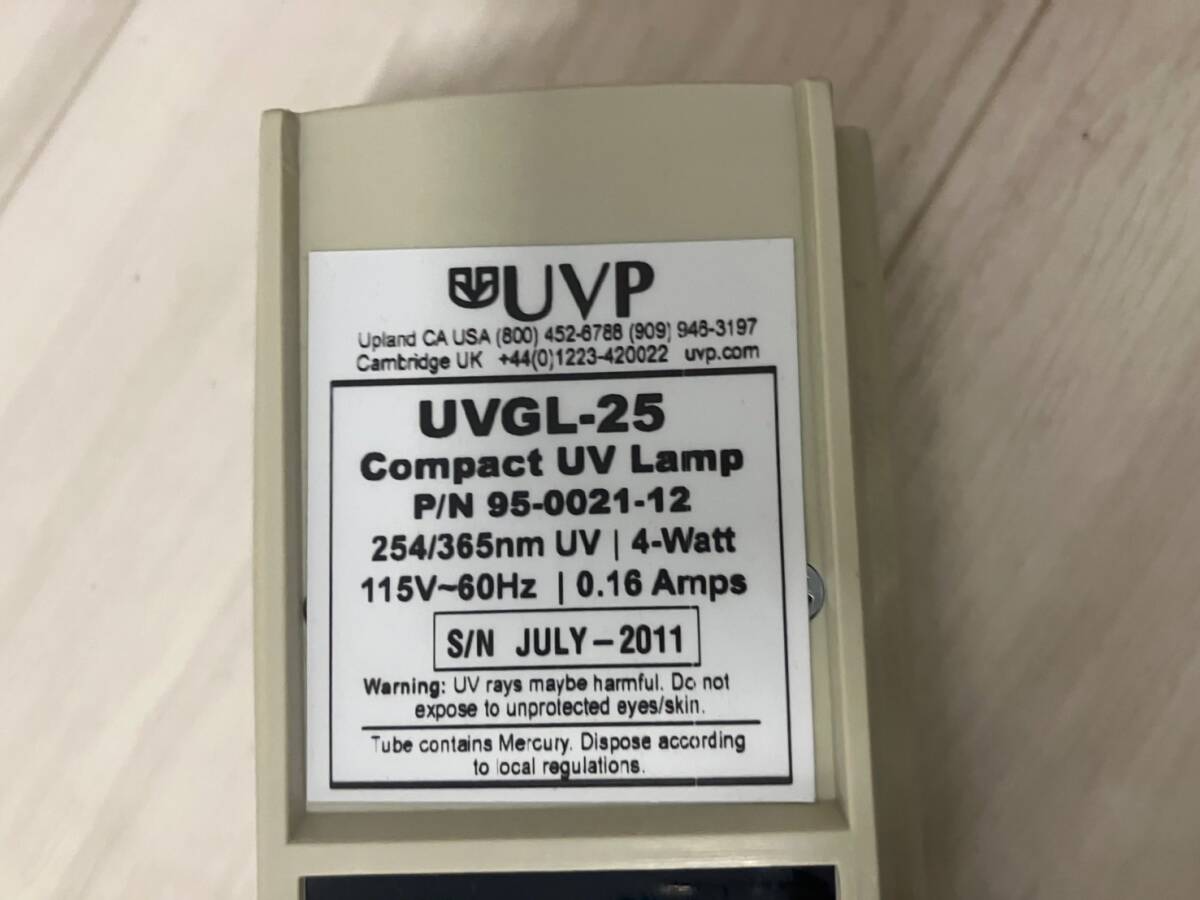 UVP
Upland CA USA (800) 452-6788 (909) 946-3197
Cambridge UK +44(0)1223-420022 uvp.com
UVGL-25
Compact UV Lamp
P/N 95-0021-12
254/365nm UV | 4-Watt
115V~60Hz | 0.16 Amps
S/N JULY-2011
Warning: UV rays maybe harmful. Do not
expose to unprotected eyes/skin.
Tube contains Mercury. Dispose according
to local regulations.